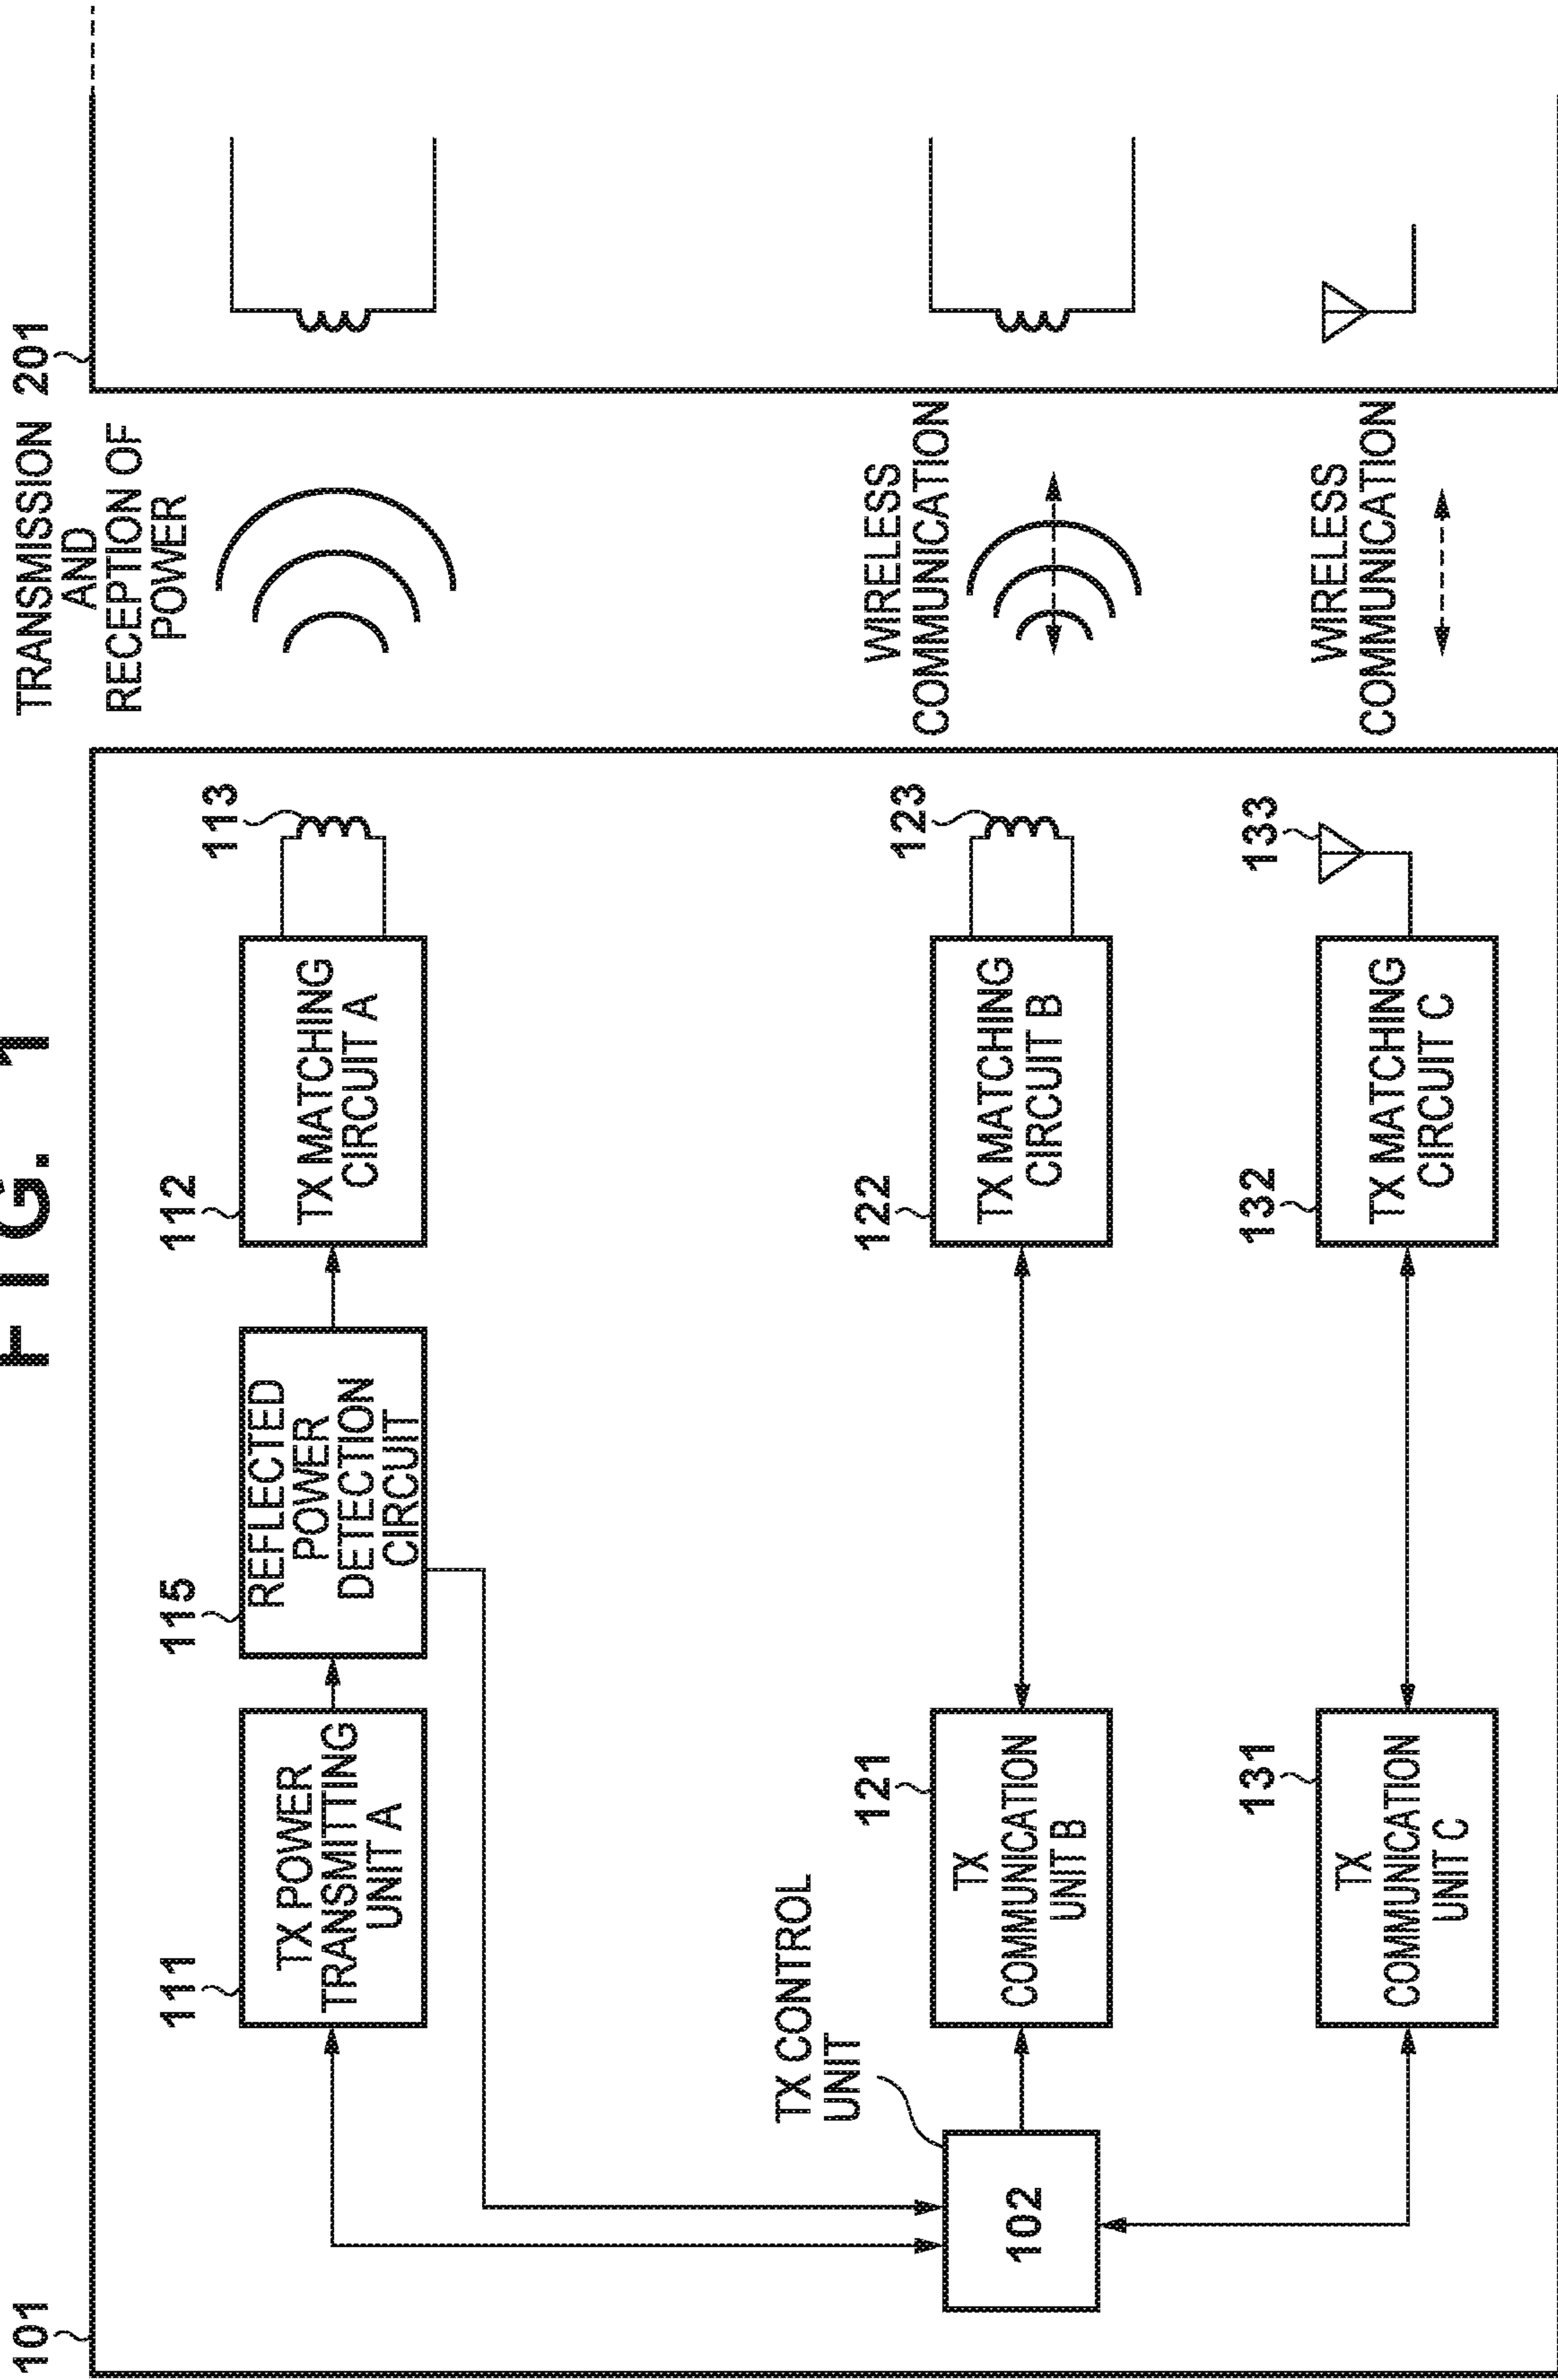 FIG. 1
101
111
TX POWER
TRANSMITTING
UNIT A
115
REFLECTED
POWER
DETECTION
CIRCUIT
112
TX MATCHING
CIRCUIT A
113
TRANSMISSION
AND
RECEPTION OF
POWER
201
TX CONTROL
UNIT
102
121
TX
COMMUNICATION
UNIT B
122
TX MATCHING
CIRCUIT B
123
WIRELESS
COMMUNICATION
131
TX
COMMUNICATION
UNIT C
132
TX MATCHING
CIRCUIT C
133
WIRELESS
COMMUNICATION